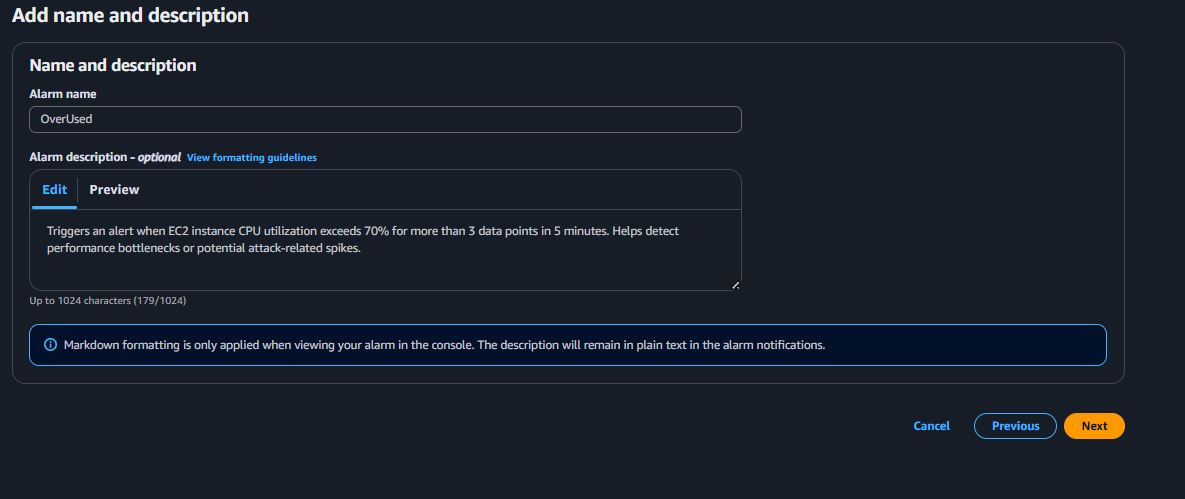 Add name and description
Name and description
Alarm name
OverUsed
Alarm description - optional View formatting guidelines
Edit Preview
Triggers an alert when EC2 instance CPU utilization exceeds 70% for more than 3 data points in 5 minutes. Helps detect
performance bottlenecks or potential attack-related spikes.
Up to 1024 characters (179/1024)
Markdown formatting is only applied when viewing your alarm in the console. The description will remain in plain text in the alarm notifications.
Cancel Previous Next